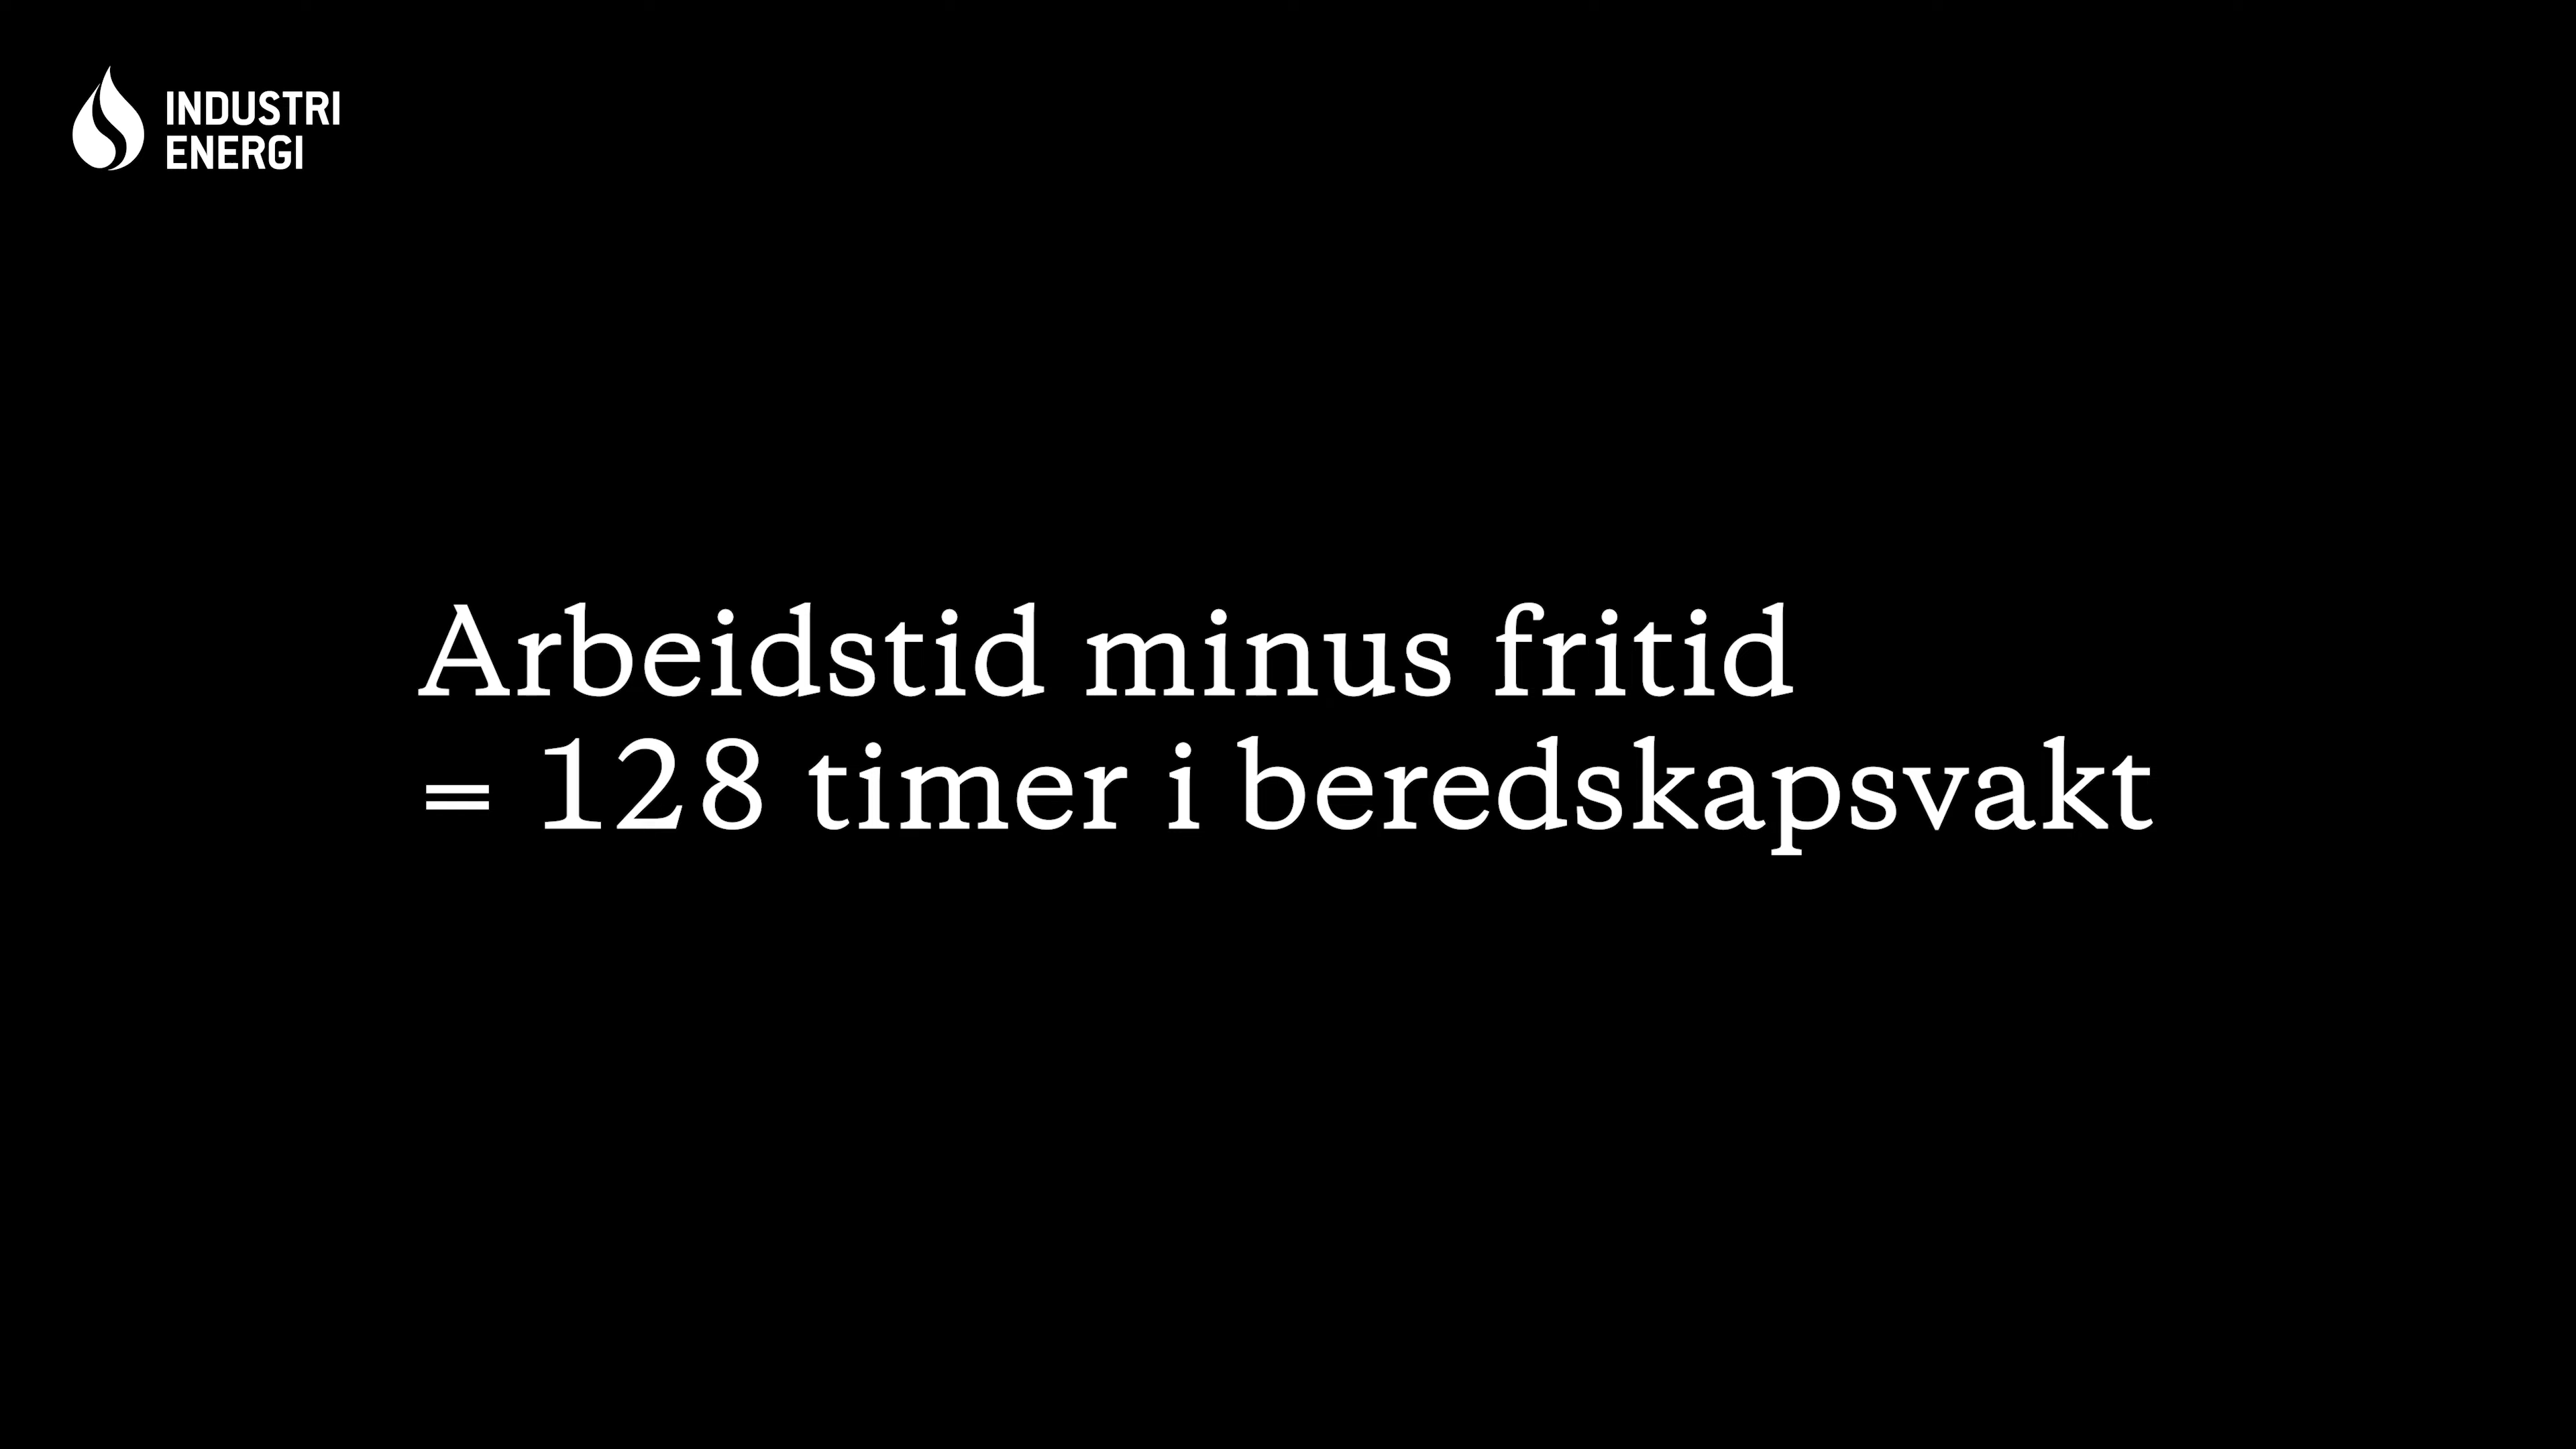 INDUSTRI
ENERGI
Arbeidstid minus fritid
= 128 timer i beredskapsvakt